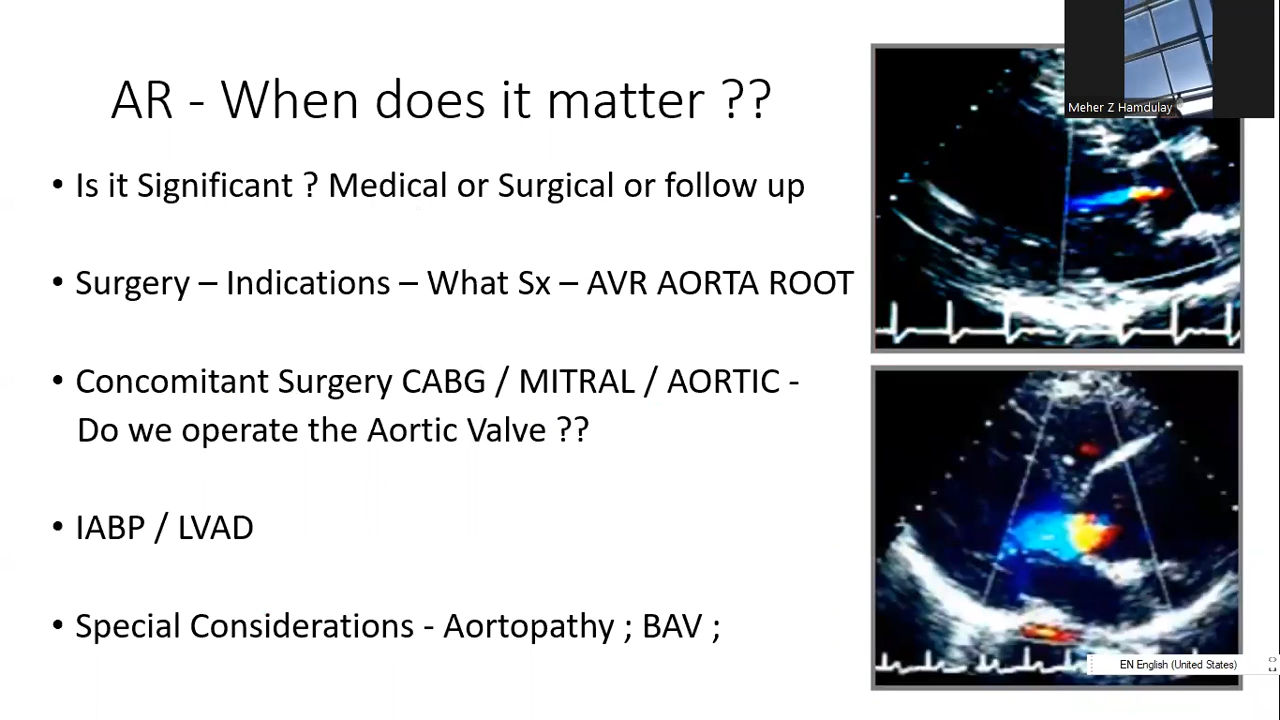 AR - When does it matter ??
• Is it Significant ? Medical or Surgical or follow up
• Surgery – Indications – What Sx – AVR AORTA ROOT
• Concomitant Surgery CABG / MITRAL / AORTIC -
Do we operate the Aortic Valve ??
• IABP / LVAD
• Special Considerations - Aortopathy ; BAV ;
Meher Z Hamdulay
EN English (United States)